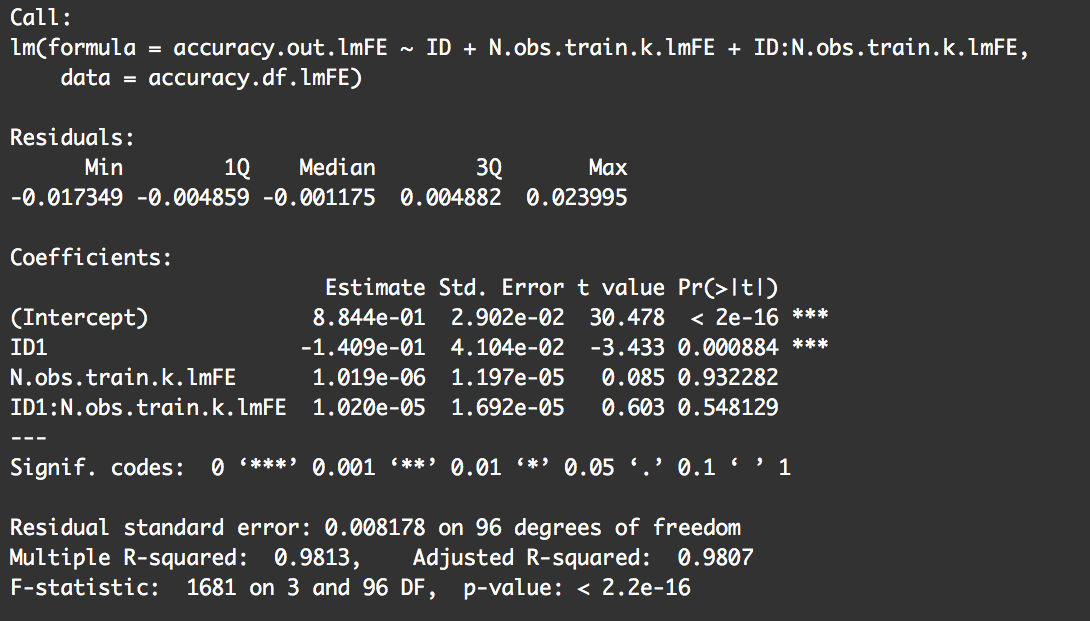 Call:
lm(formula = accuracy.out.lmFE ~ ID + N.obs.train.k.lmFE + ID:N.obs.train.k.lmFE,
    data = accuracy.df.lmFE)

Residuals:
      Min        1Q    Median        3Q       Max
-0.017349 -0.004859 -0.001175  0.004882  0.023995

Coefficients:
                         Estimate Std. Error t value Pr(>|t|)
(Intercept)             8.844e-01  2.902e-02  30.478  < 2e-16 ***
ID1                    -1.409e-01  4.104e-02  -3.433 0.000884 ***
N.obs.train.k.lmFE      1.019e-06  1.197e-05   0.085 0.932282
ID1:N.obs.train.k.lmFE  1.020e-05  1.692e-05   0.603 0.548129
---
Signif. codes:  0 ‘***’ 0.001 ‘**’ 0.01 ‘*’ 0.05 ‘.’ 0.1 ‘ ’ 1

Residual standard error: 0.008178 on 96 degrees of freedom
Multiple R-squared:  0.9813,    Adjusted R-squared:  0.9807
F-statistic:  1681 on 3 and 96 DF,  p-value: < 2.2e-16